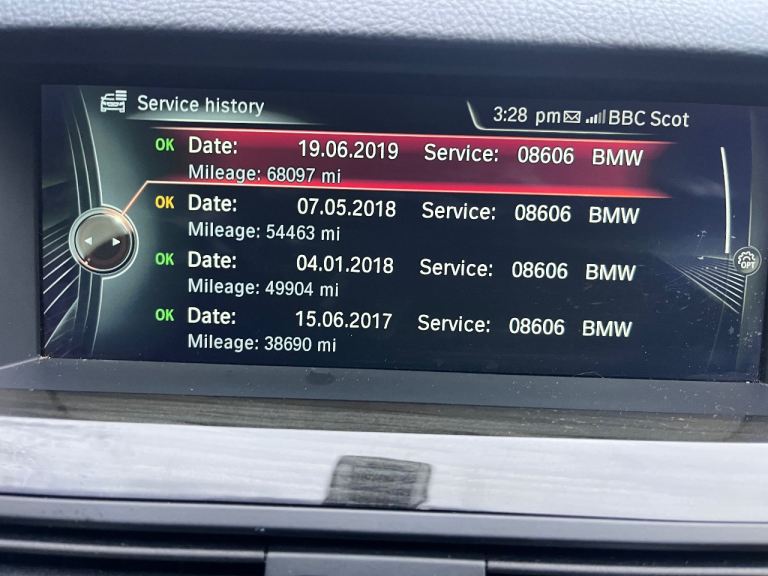 Service history
3:28 pm BBC Scot
OK Date: 19.06.2019 Service: 08606 BMW
Mileage: 68097 mi
OK Date: 07.05.2018 Service: 08606 BMW
Mileage: 54463 mi
OK Date: 04.01.2018 Service: 08606 BMW
Mileage: 49904 mi
OK Date: 15.06.2017 Service: 08606 BMW
Mileage: 38690 mi
OPT